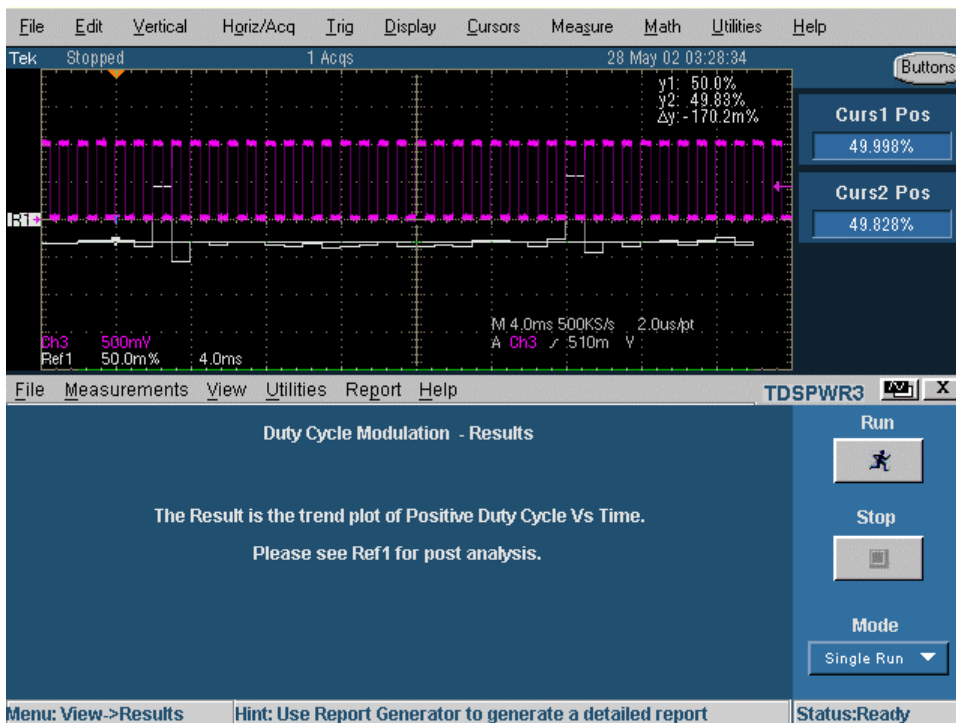 File Edit Vertical Horiz/Acq Trig Display Cursors Measure Math Utilities Help
Tek Stopped 1 Acqs 28 May 02 03:28:34
Buttons
y1: 50.0%
y2: 49.83%
Δy: -170.2m%
Curs1 Pos
49.998%
Curs2 Pos
49.828%
R1
M 4.0ms 500KS/s 2.0us/pt
A Ch3 510m V
Ch3 500mV
Ref1 50.0m% 4.0ms
File Measurements View Utilities Report Help TDSPWR3 X
Duty Cycle Modulation - Results
The Result is the trend plot of Positive Duty Cycle Vs Time.
Please see Ref1 for post analysis.
Run
Stop
Mode
Single Run
Menu: View->Results Hint: Use Report Generator to generate a detailed report Status:Ready